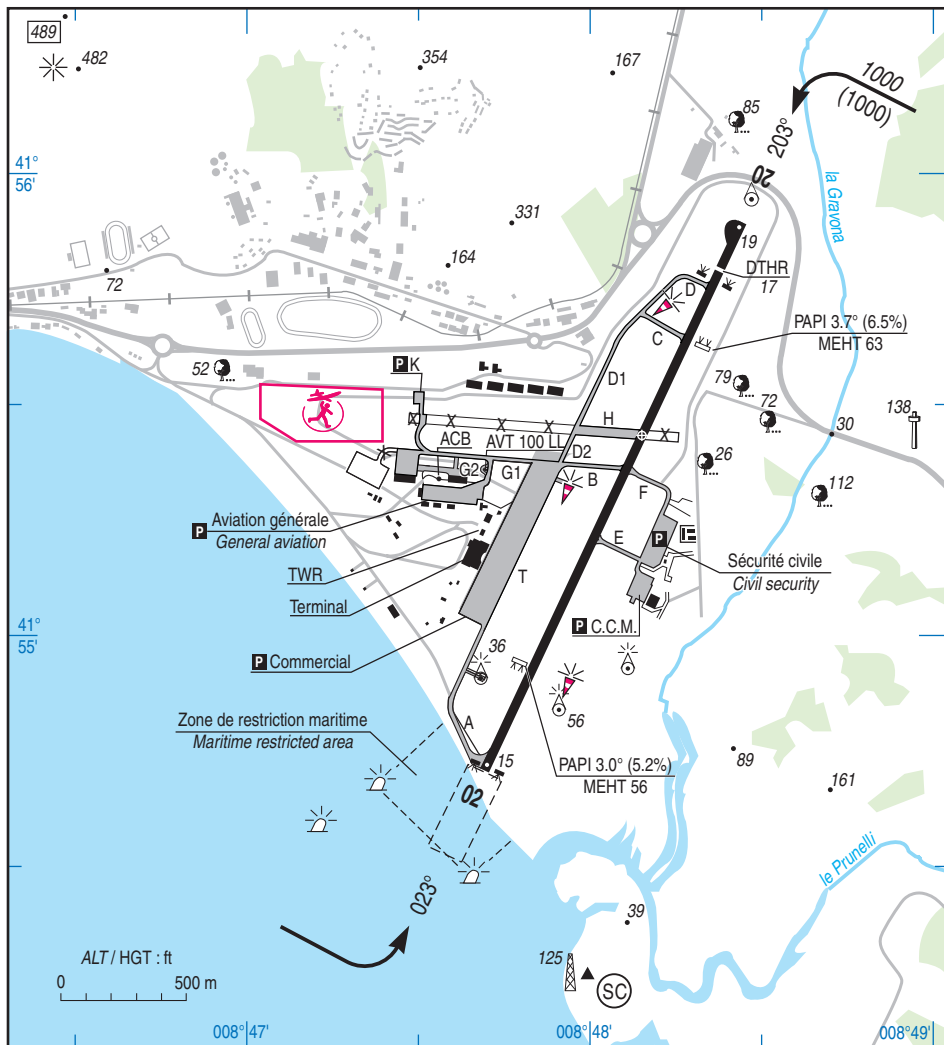 489
482
354
167
1000
(1000)
85
203°
20
41°
56'
la Gravona
331
19
164
DTHR
17
72
D
PAPI 3.7° (6.5%)
MEHT 63
C
52
P K
D1
79
72
138
30
X X X X H X
ACB
AVT 100 LL
D2
26
G2
G1
B
F
112
P Aviation générale
General aviation
P
E
Sécurité civile
Civil security
TWR
T
Terminal
41°
55'
P C.C.M.
36
P Commercial
56
Zone de restriction maritime
Maritime restricted area
A
89
15
PAPI 3.0° (5.2%)
MEHT 56
161
02
le Prunelli
023°
39
ALT / HGT : ft
125
SC
0 500 m
008° 47'
008° 48'
008° 49'